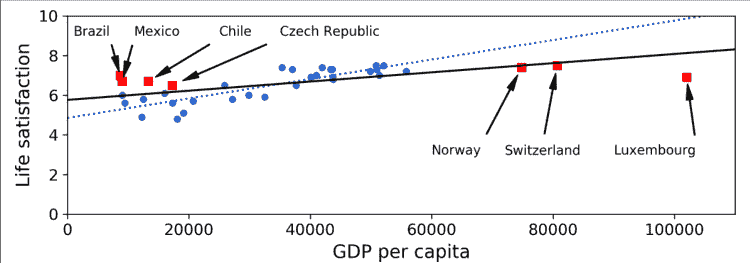 10
Brazil Mexico Chile Czech Republic
8
6
4
Norway Switzerland Luxembourg
2
0
0 20000 40000 60000 80000 100000
GDP per capita
Life satisfaction